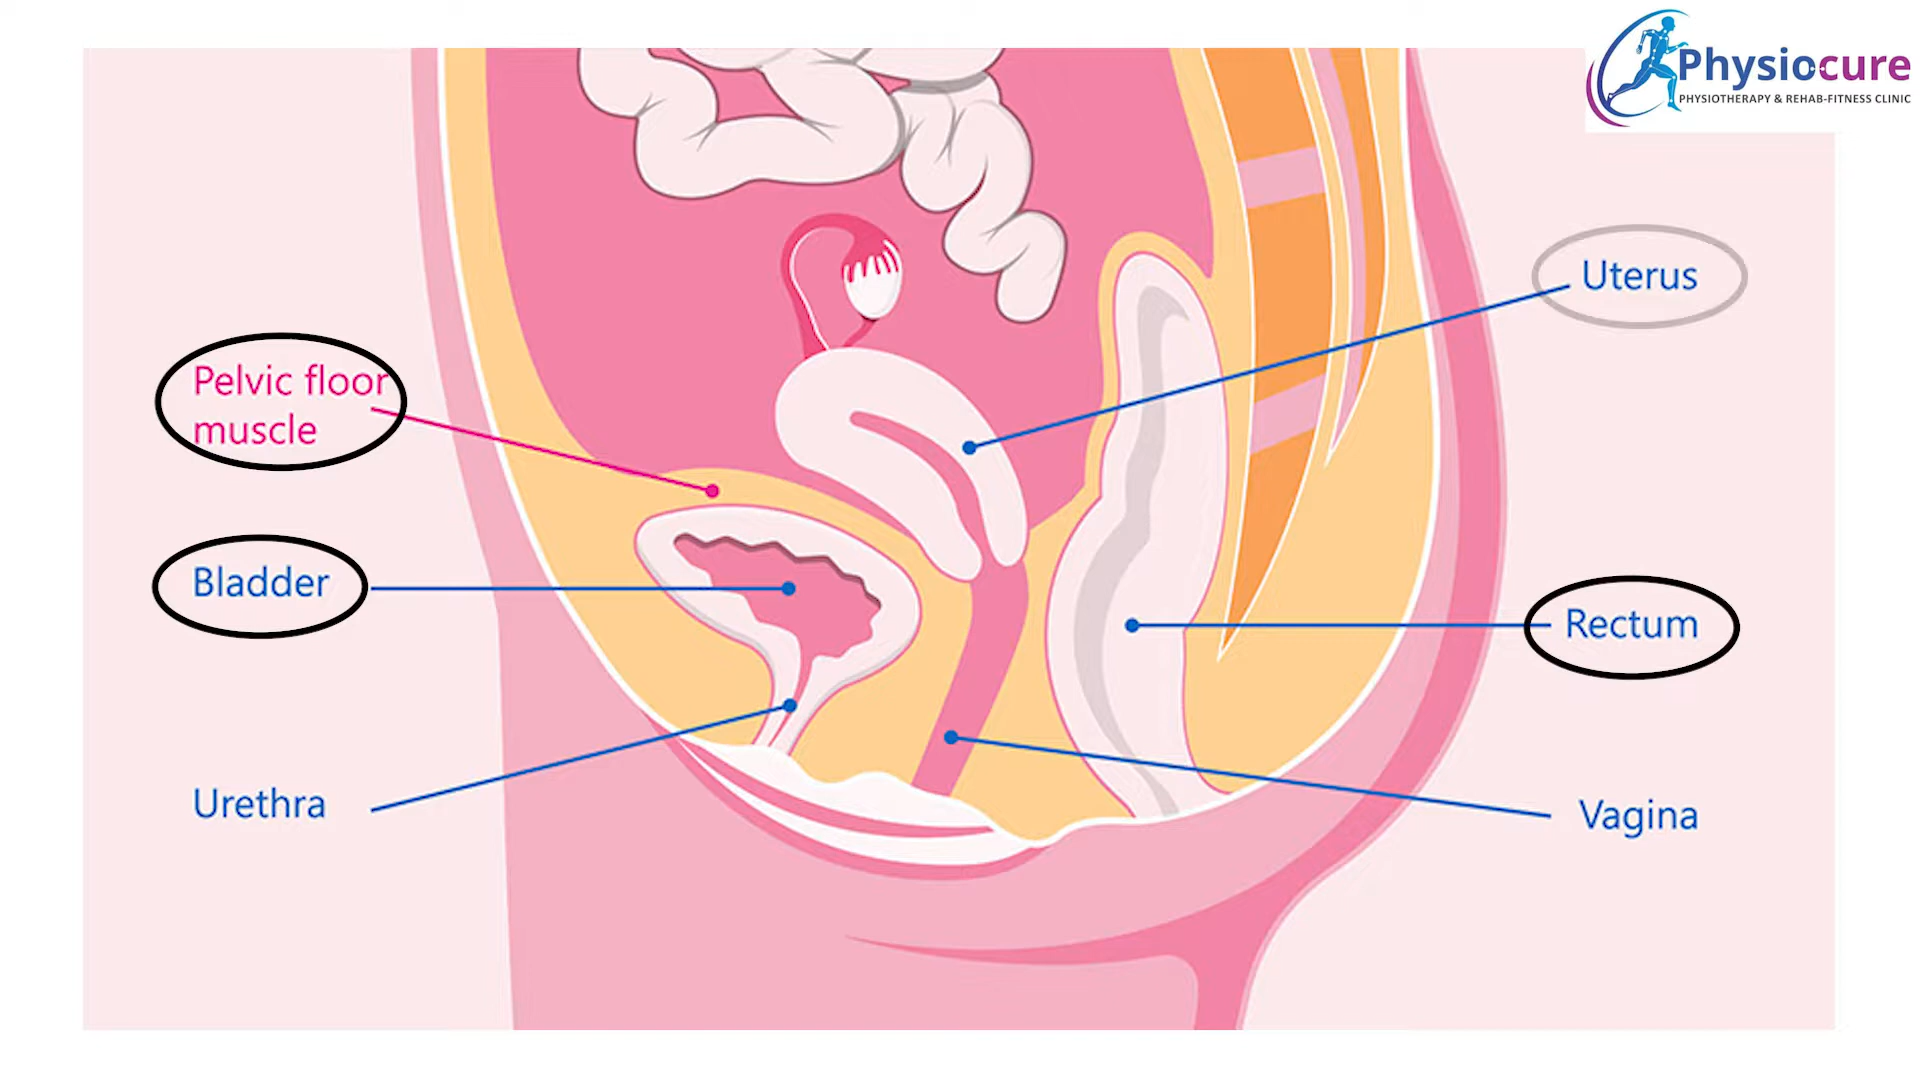 Physiocure
PHYSIOTHERAPY & REHAB-FITNESS CLINIC
Uterus
Pelvic floor
muscle
Bladder
Rectum
Urethra
Vagina